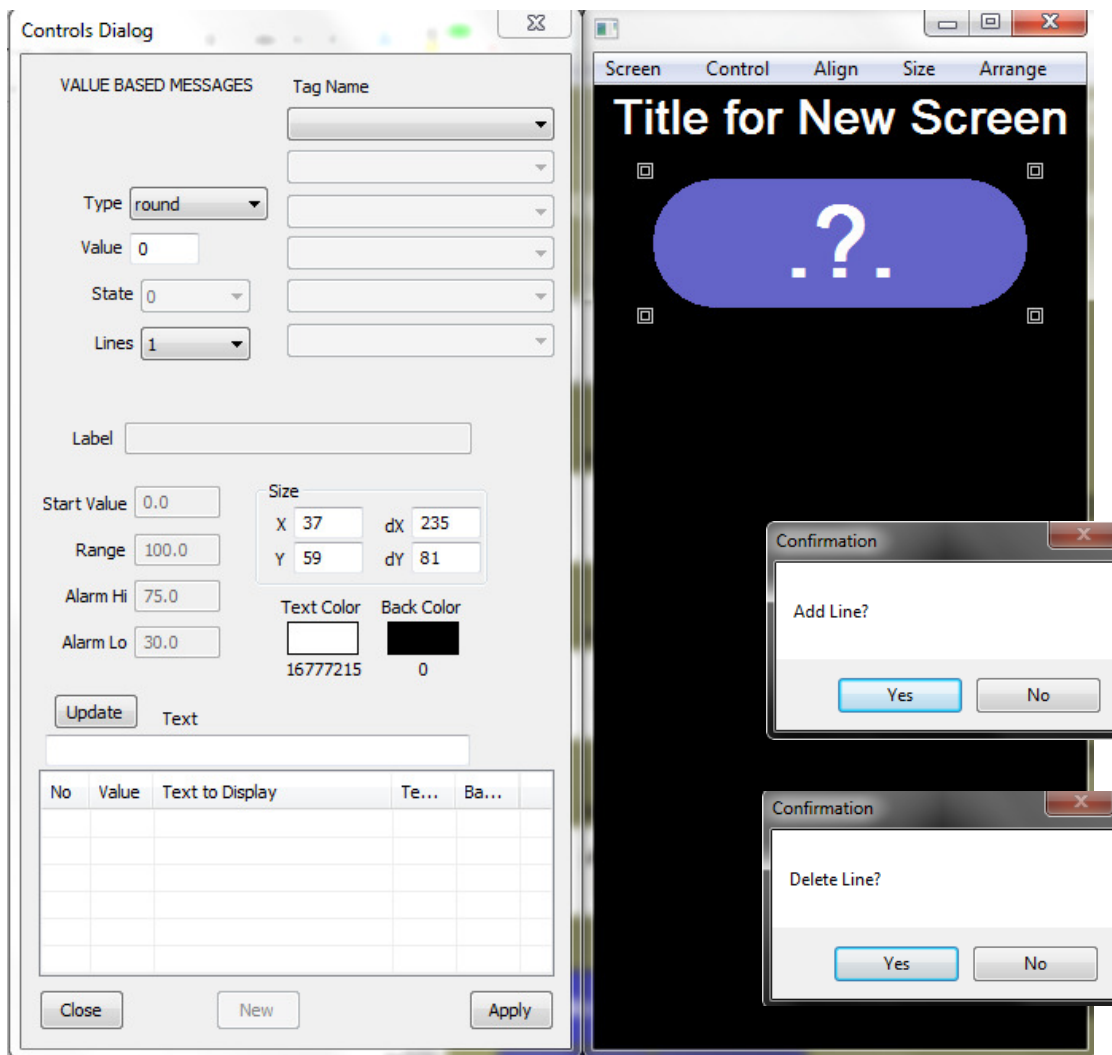 Controls Dialog
VALUE BASED MESSAGES
Tag Name
Type round
Value 0
State 0
Lines 1
Label
Start Value 0.0
Range 100.0
Alarm Hi 75.0
Alarm Lo 30.0
Size
X 37 dX 235
Y 59 dY 81
Text Color Back Color
16777215 0
Update Text
No Value Text to Display Te... Ba...
Close New Apply
Screen Control Align Size Arrange
Title for New Screen
.?.
Confirmation
Add Line?
Yes No
Confirmation
Delete Line?
Yes No